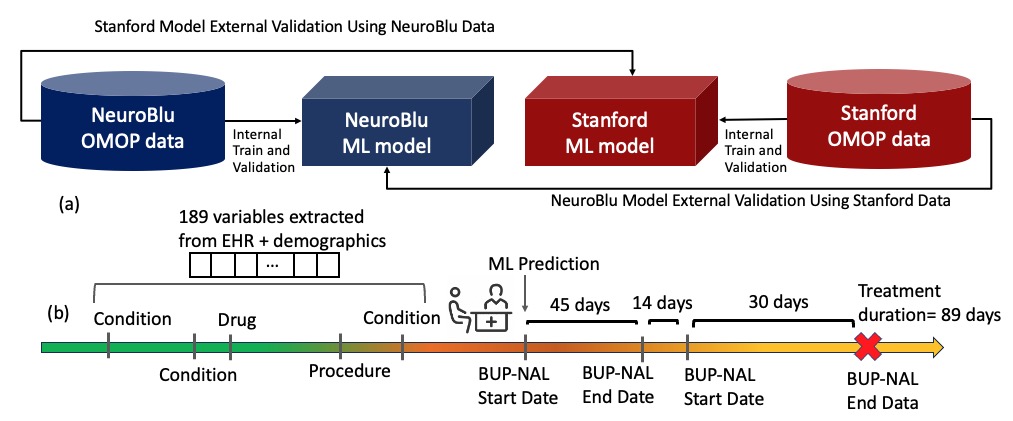 Stanford Model External Validation Using NeuroBlu Data
NeuroBlu
OMOP data
Internal
Train and
Validation
NeuroBlu
ML model
Stanford
ML model
Internal
Train and
Validation
Stanford
OMOP data
NeuroBlu Model External Validation Using Stanford Data
(a)
189 variables extracted
from EHR + demographics
...
ML Prediction
(b)
Condition
Drug
Condition
45 days
14 days
30 days
Treatment
duration= 89 days
Condition
Procedure
BUP-NAL
Start Date
BUP-NAL
End Date
BUP-NAL
Start Date
BUP-NAL
End Data